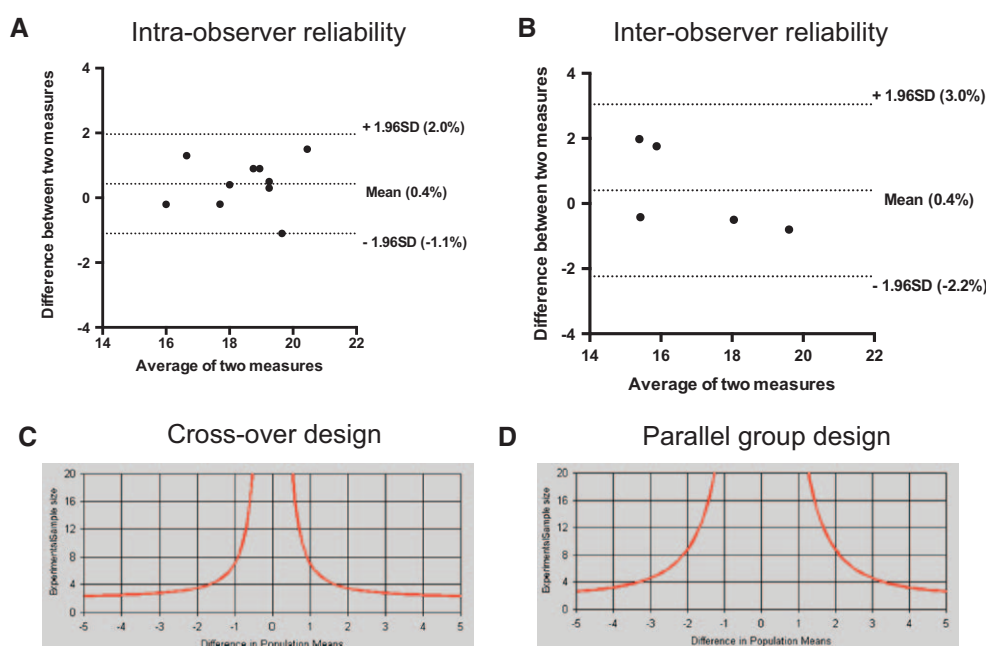 A
Intra-observer reliability
Difference between two measures
4
2
0
-2
-4
14 16 18 20 22
+ 1.96SD (2.0%)
Mean (0.4%)
- 1.96SD (-1.1%)
Average of two measures
B
Inter-observer reliability
Difference between two measures
4
2
0
-2
-4
14 16 18 20 22
+ 1.96SD (3.0%)
Mean (0.4%)
- 1.96SD (-2.2%)
Average of two measures
C
Cross-over design
ExperimentalSample size
20
16
12
8
4
0
-5 -4 -3 -2 -1 0 1 2 3 4 5
Difference in Population Means
D
Parallel group design
ExperimentalSample size
20
16
12
8
4
0
-5 -4 -3 -2 -1 0 1 2 3 4 5
Difference in Population Means